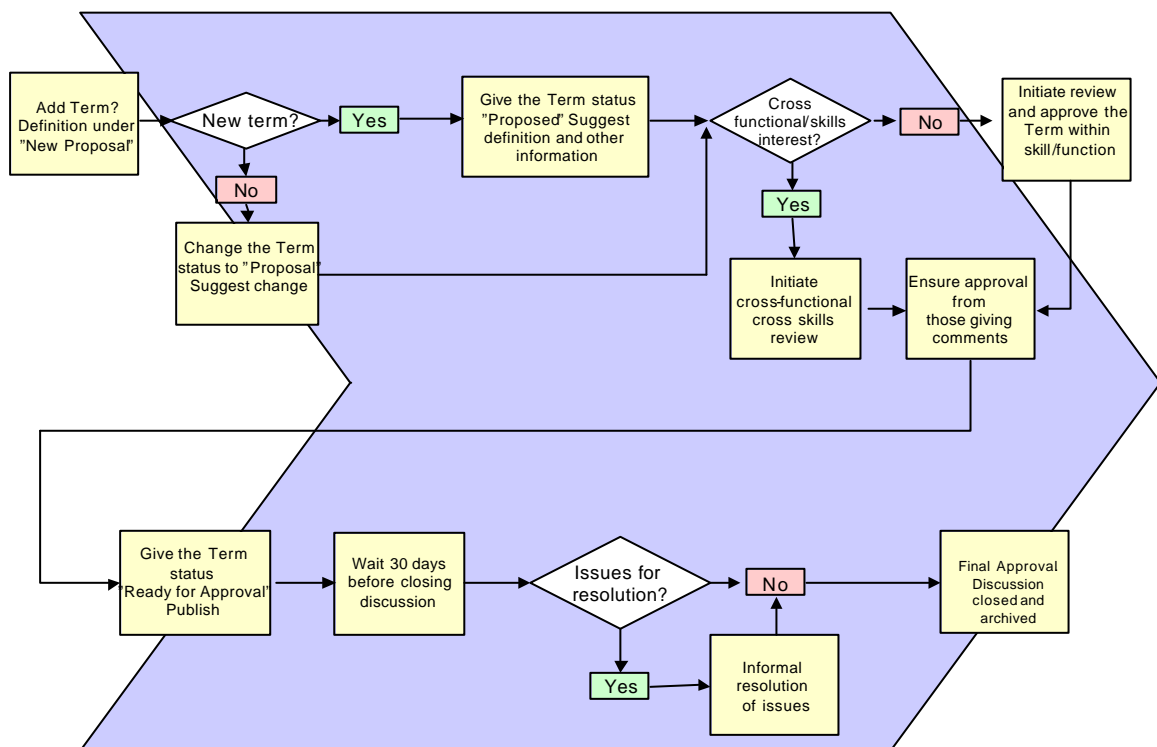 Add Term?
Definition under
"New Proposal"
New term?
Yes
No
Change the Term
status to "Proposal"
Suggest change
Give the Term status
"Proposed" Suggest
definition and other
information
Cross
functional/skills
interest?
No
Yes
Initiate review
and approve the
Term within
skill/function
Initiate
cross-functional
cross skills
review
Ensure approval
from
those giving
comments
Give the Term
status
"Ready for Approval"
Publish
Wait 30 days
before closing
discussion
Issues for
resolution?
No
Yes
Informal
resolution
of issues
Final Approval
Discussion
closed and
archived